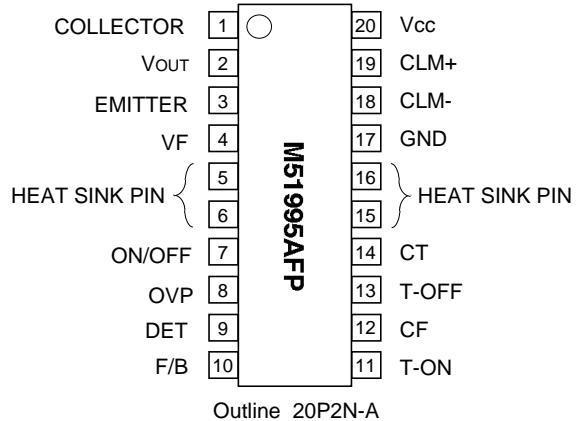 COLLECTOR 1 20 Vcc
VOUT 2 19 CLM+
EMITTER 3 18 CLM-
VF 4 17 GND
5 16
HEAT SINK PIN HEAT SINK PIN
6 15
ON/OFF 7 14 CT
OVP 8 13 T-OFF
DET 9 12 CF
F/B 10 11 T-ON
M51995AFP
Outline 20P2N-A